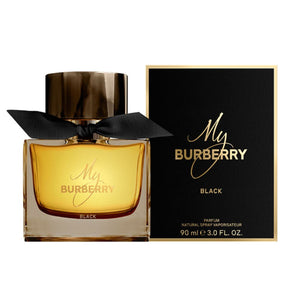 My
BURBERRY
BLACK
My
BURBERRY
BLACK
PARFUM
NATURAL SPRAY VAPORISATEUR
90 ml ℮ 3.0 FL. OZ.